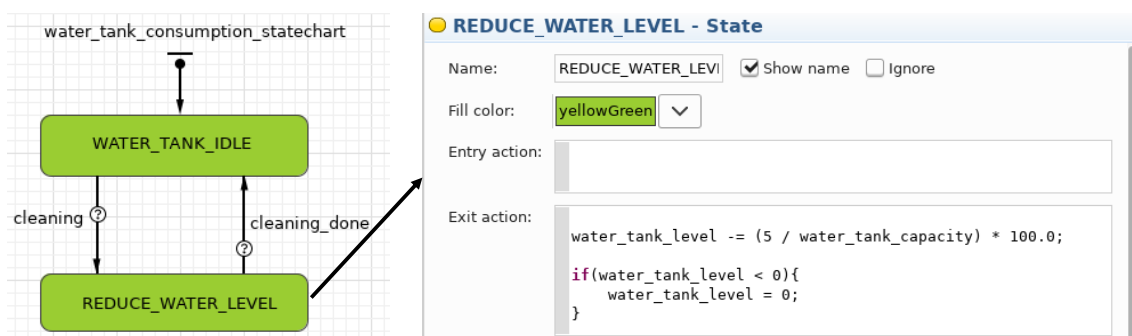 water_tank_consumption_statechart
WATER_TANK_IDLE
cleaning ?
cleaning_done
?
REDUCE_WATER_LEVEL
REDUCE_WATER_LEVEL - State
Name: REDUCE_WATER_LEVI Show name Ignore
Fill color: yellowGreen
Entry action:
Exit action:
water_tank_level -= (5 / water_tank_capacity) * 100.0;
if(water_tank_level < 0){
water_tank_level = 0;
}